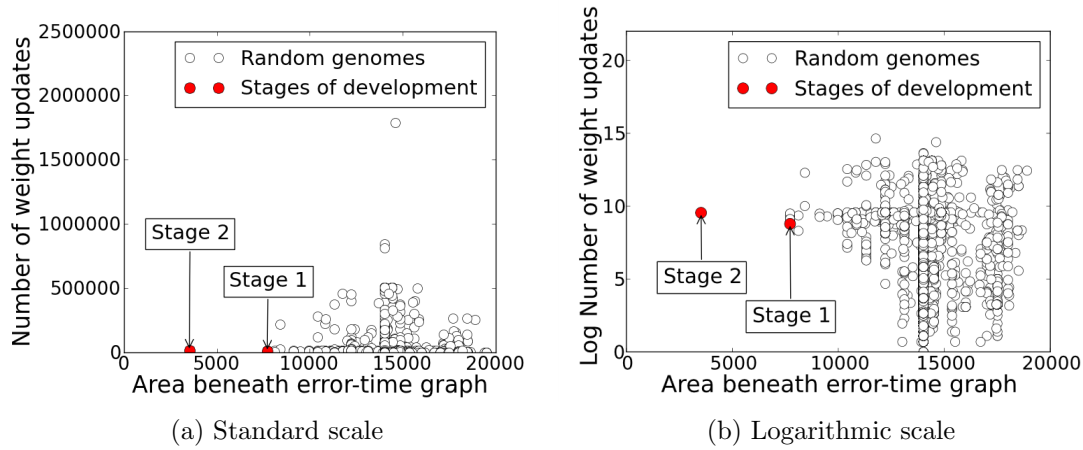 Number of weight updates
2500000
2000000
1500000
1000000
500000
0
Random genomes
Stages of development
Stage 2
Stage 1
0 5000 10000 15000 20000
Area beneath error-time graph
(a) Standard scale
Log Number of weight updates
20
15
10
5
0
Random genomes
Stages of development
Stage 2
Stage 1
0 5000 10000 15000 20000
Area beneath error-time graph
(b) Logarithmic scale